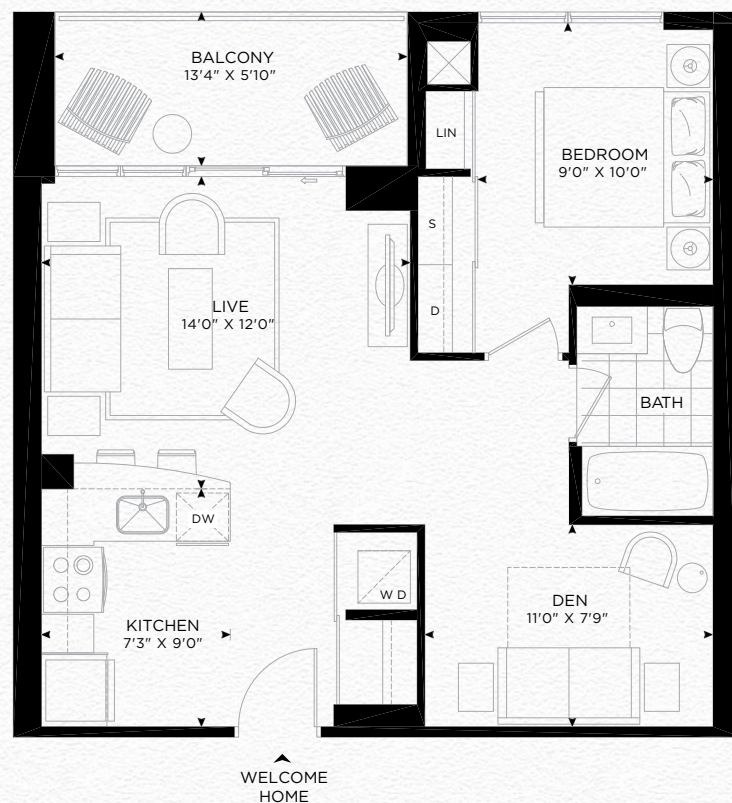 BALCONY
13'4" X 5'10"
LIN
BEDROOM
9'0" X 10'0"
S
LIVE
14'0" X 12'0"
D
BATH
DW
W D
DEN
11'0" X 7'9"
KITCHEN
7'3" X 9'0"
WELCOME
HOME